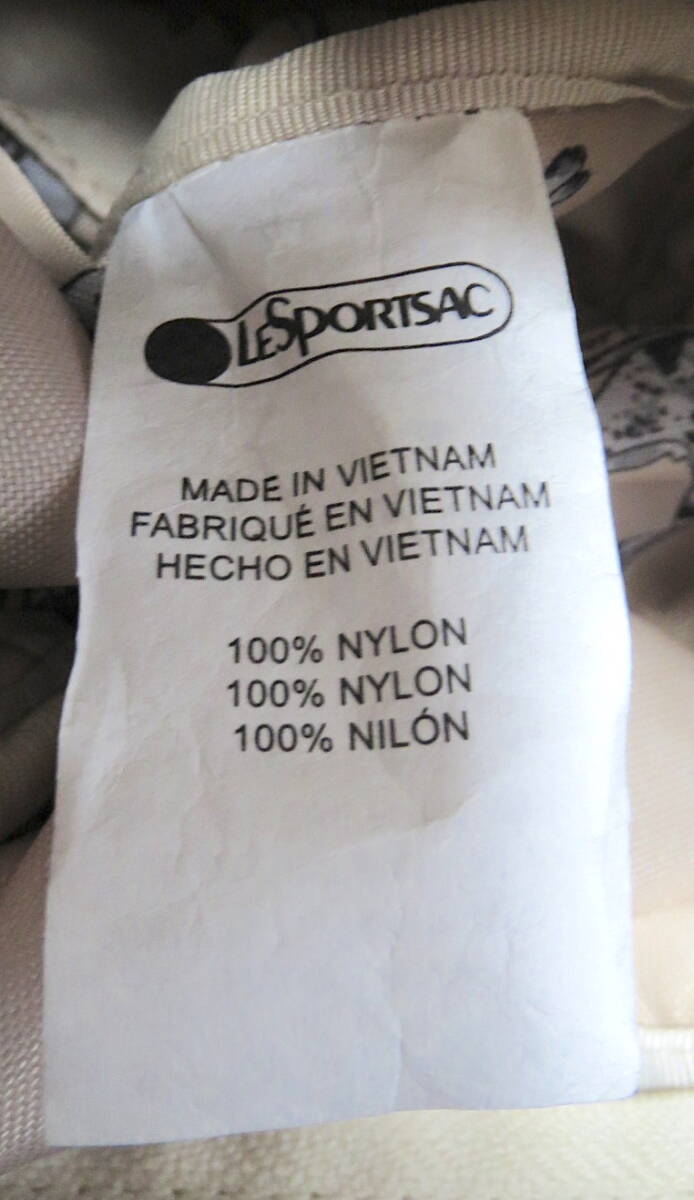 LeSportsac
MADE IN VIETNAM
FABRIQUÉ EN VIETNAM
HECHO EN VIETNAM
100% NYLON
100% NYLON
100% NILÓN